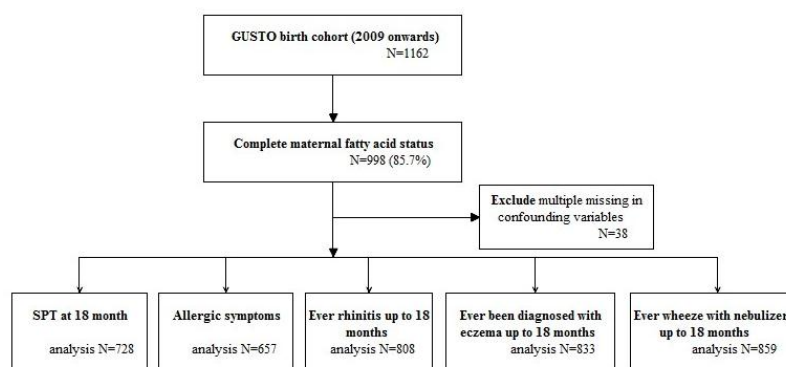 GUSTO birth cohort (2009 onwards)
N=1162
Complete maternal fatty acid status
N=998 (85.7%)
Exclude multiple missing in
confounding variables
N=38
SPT at 18 month
analysis N=728
Allergic symptoms
analysis N=657
Ever rhinitis up to 18
months
analysis N=808
Ever been diagnosed with
eczema up to 18 months
analysis N=833
Ever wheeze with nebulizer
up to 18 months
analysis N=859